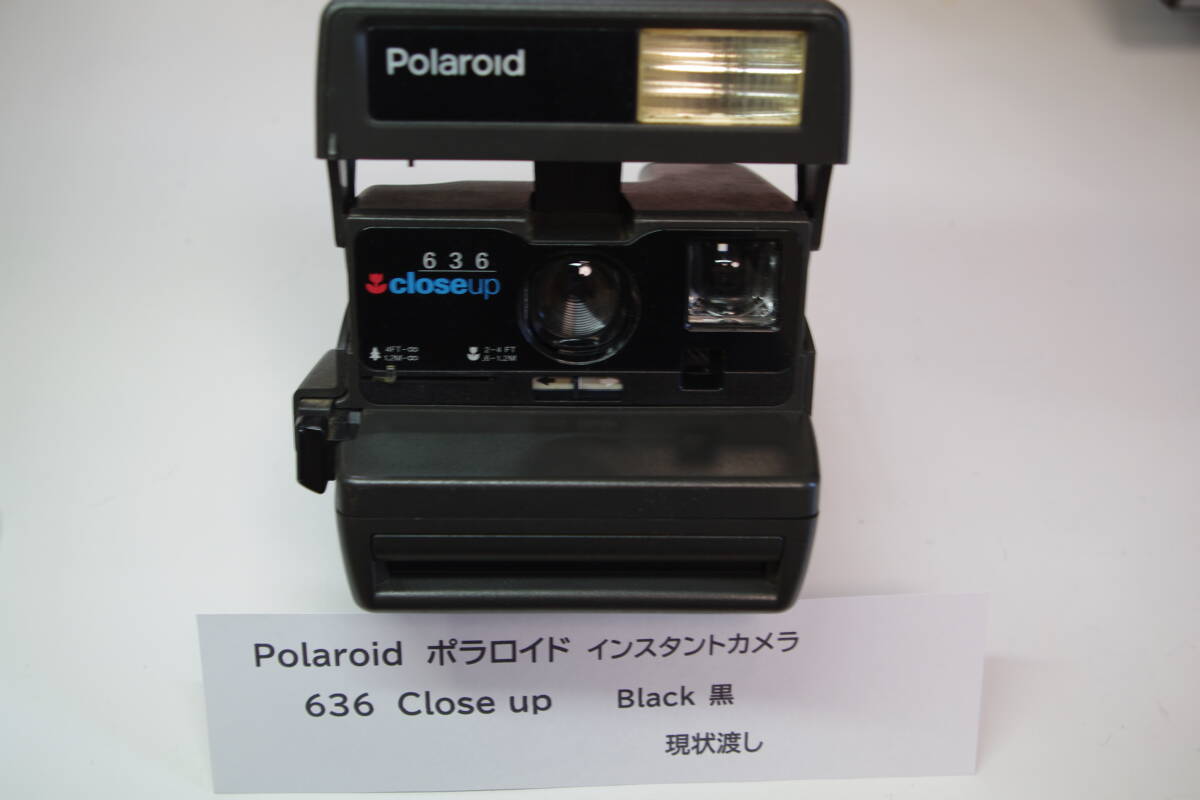 Polaroid
636
closeup
4FT-∞
1.2M-∞
2-4 FT
.6-1.2M
Polaroid ポラロイド インスタントカメラ
636 Close up Black 黒
現状渡し